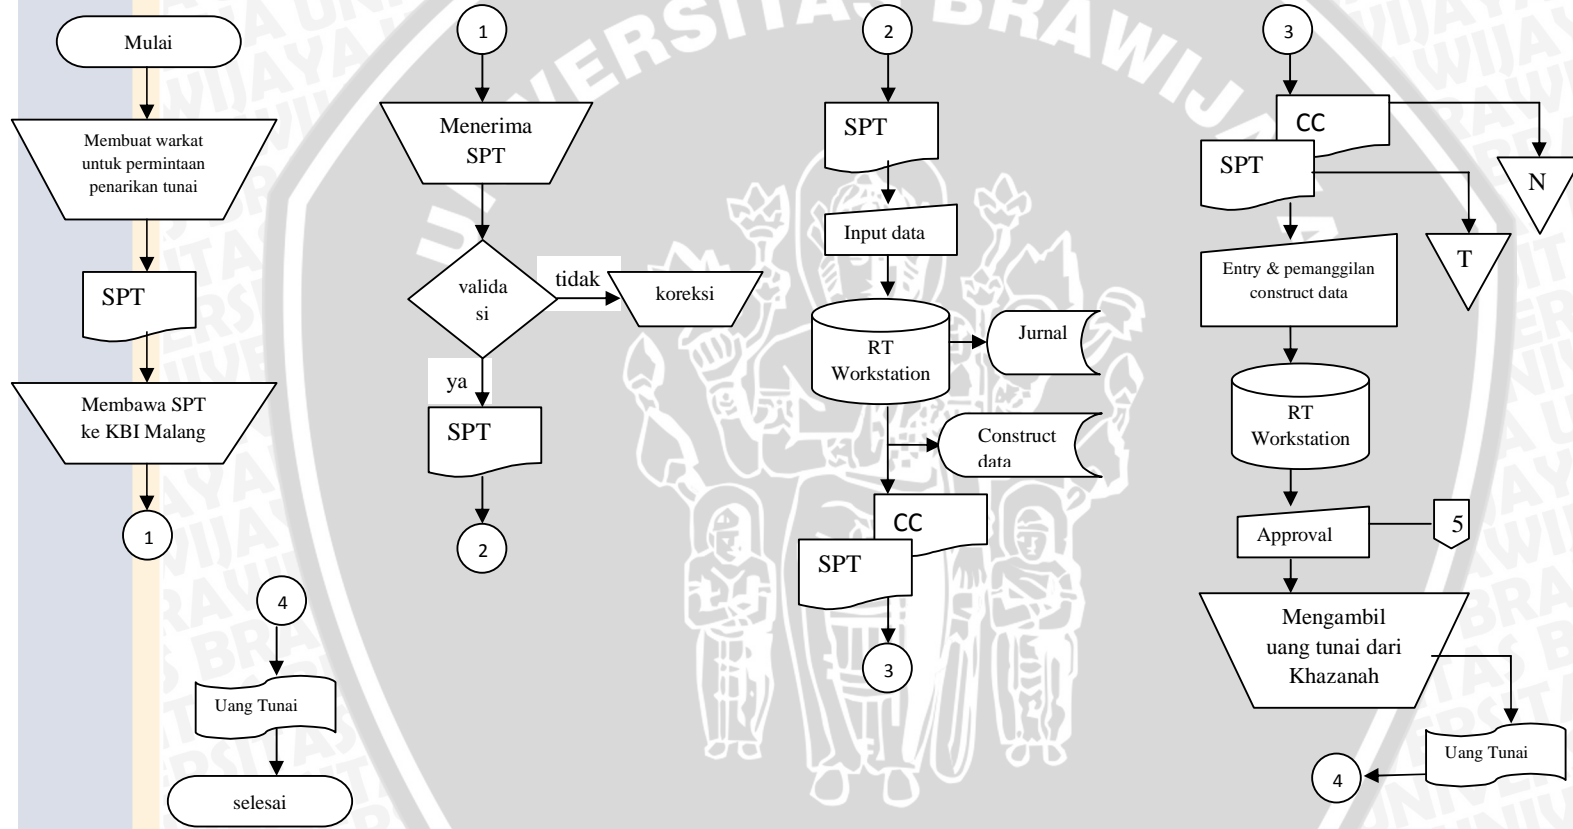 UNIVERSITAS BRAWIJAYA
Mulai
Membuat warkat
untuk permintaan
penarikan tunai
SPT
Membawa SPT
ke KBI Malang
1
4
Uang Tunai
selesai
1
Menerima
SPT
valida
si
tidak
koreksi
ya
SPT
2
2
SPT
Input data
RT
Workstation
Jurnal
Construct
data
CC
SPT
3
3
CC
SPT
N
T
Entry & pemanggilan
construct data
RT
Workstation
Approval
5
Mengambil
uang tunai dari
Khazanah
Uang Tunai
4